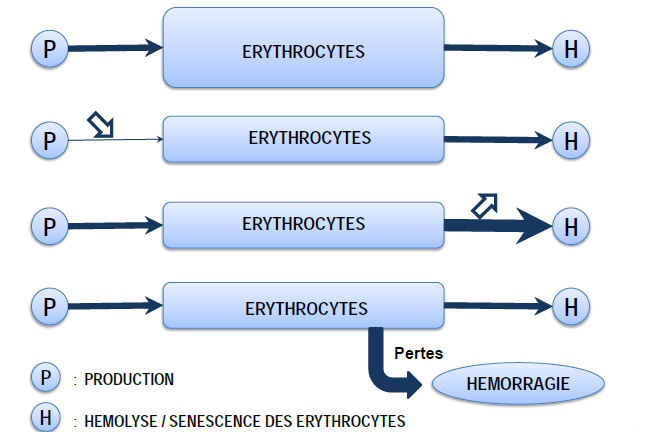 P ERYTHROCYTES H
P ERYTHROCYTES H
P ERYTHROCYTES H
P ERYTHROCYTES H
Pertes
HEMORRAGIE
P : PRODUCTION
H : HEMOLYSE / SENESCENCE DES ERYTHROCYTES